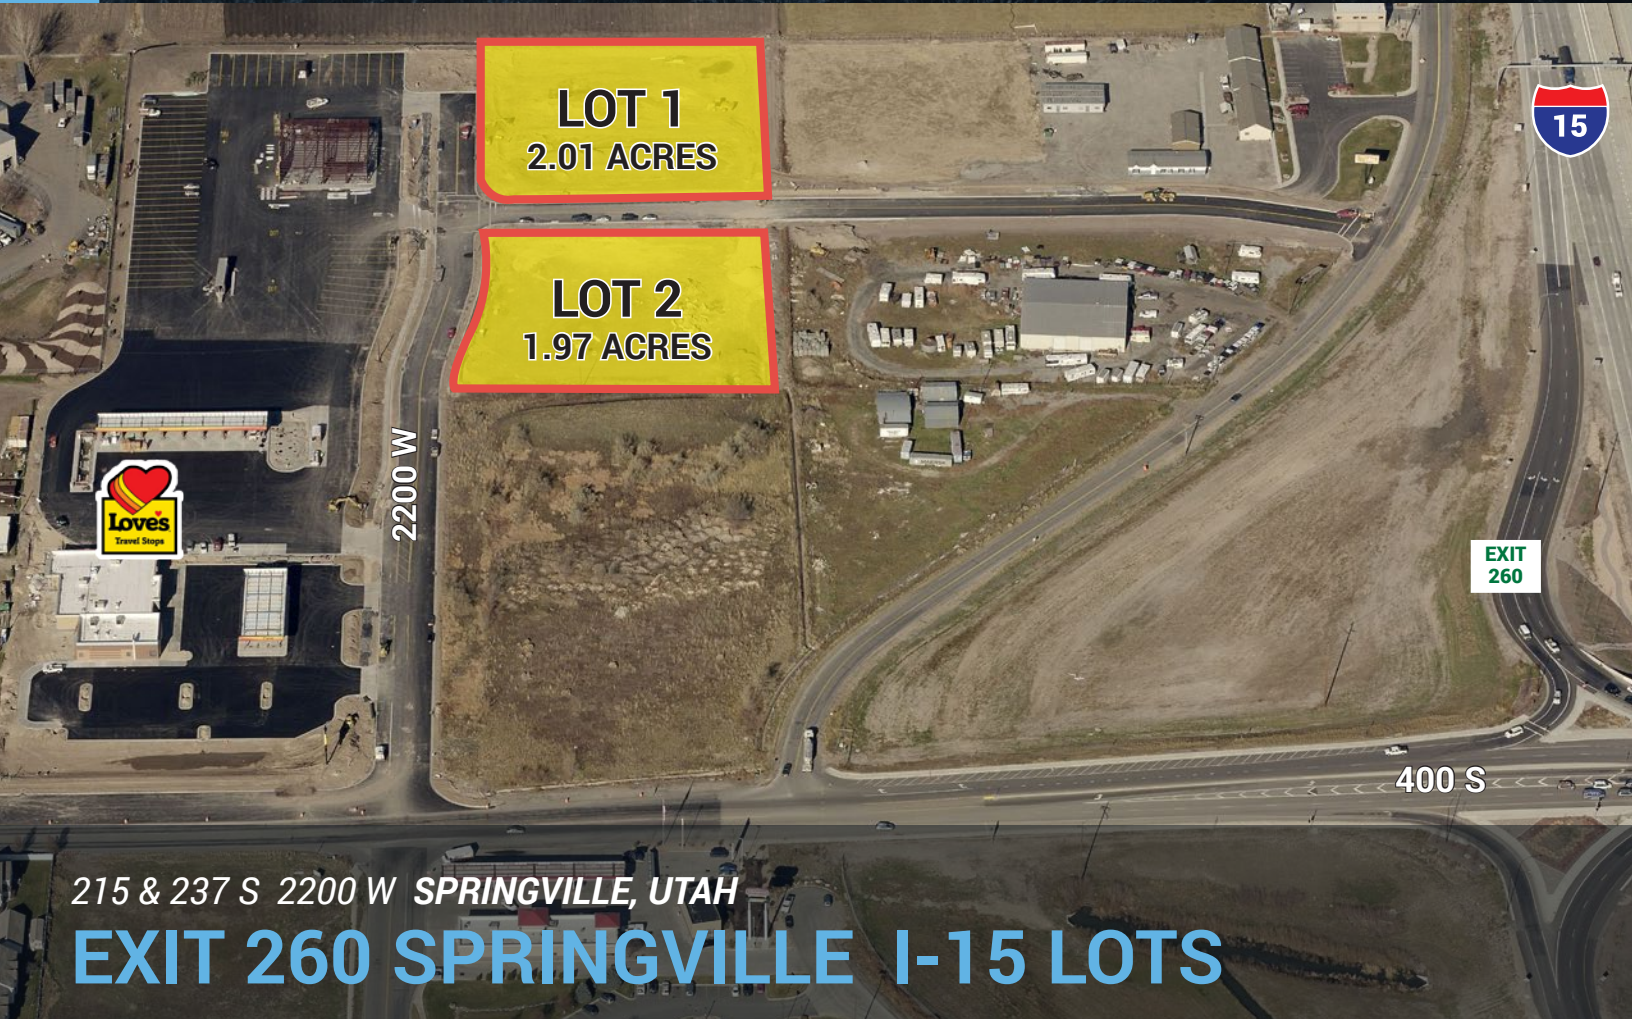 LOT 1
2.01 ACRES
15
LOT 2
1.97 ACRES
2200 W
Love's
Travel Stops
EXIT
260
400 S
215 & 237 S 2200 W SPRINGVILLE, UTAH
EXIT 260 SPRINGVILLE I-15 LOTS